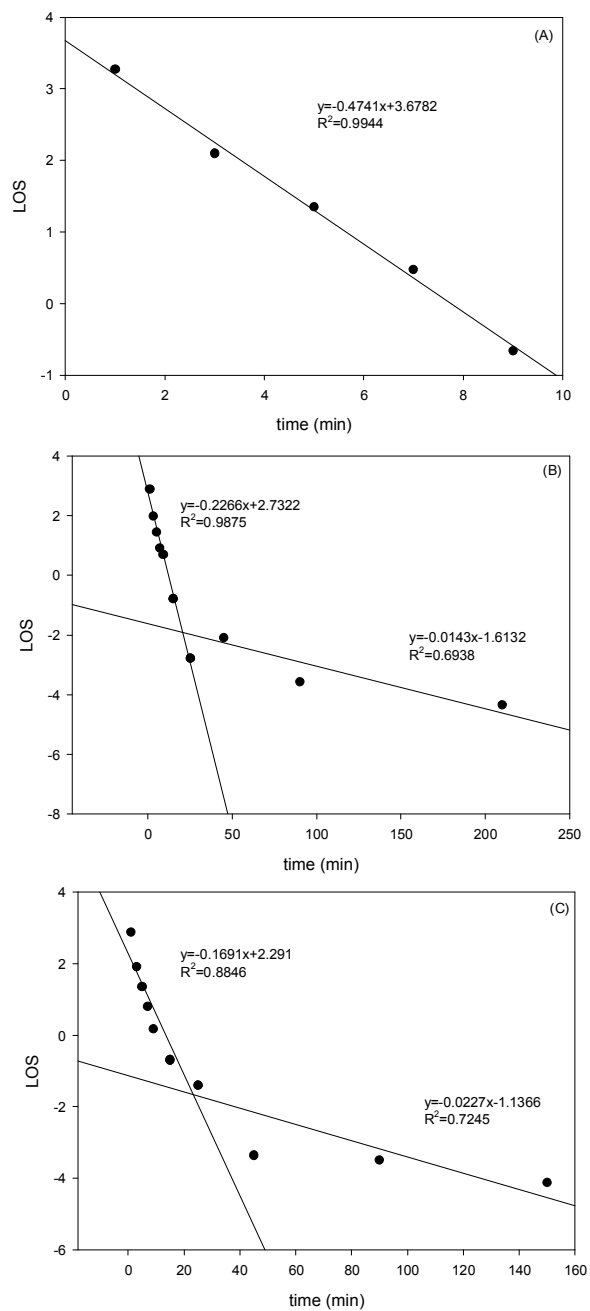 (A)
4
3
2
1
0
-1
LOS
y=-0.4741x+3.6782
R²=0.9944
0 2 4 6 8 10
time (min)
(B)
4
2
0
-2
-4
-6
-8
LOS
y=-0.2266x+2.7322
R²=0.9875
y=-0.0143x-1.6132
R²=0.6938
0 50 100 150 200 250
time (min)
(C)
4
2
0
-2
-4
-6
LOS
y=-0.1691x+2.291
R²=0.8846
y=-0.0227x-1.1366
R²=0.7245
0 20 40 60 80 100 120 140 160
time (min)